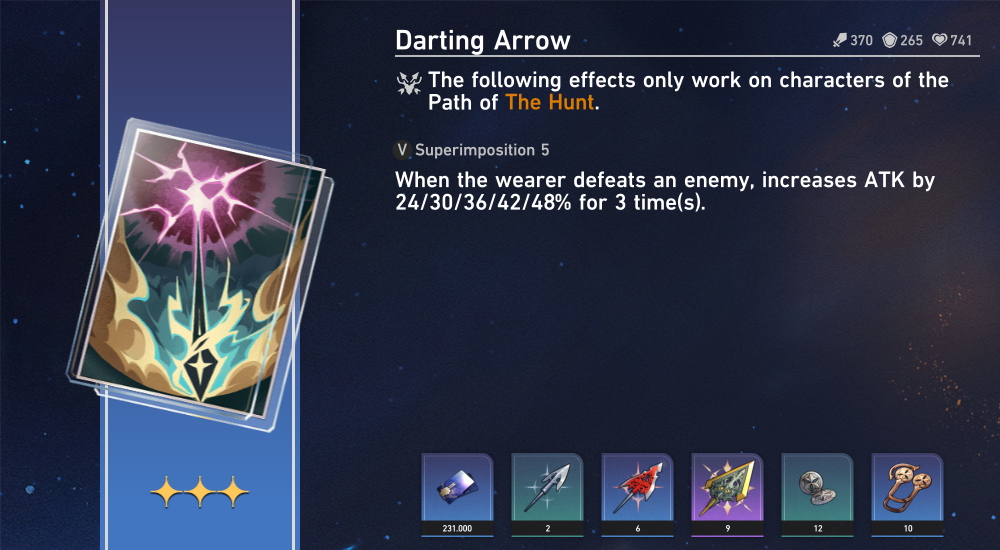 Darting Arrow
370 265 741
The following effects only work on characters of the
Path of The Hunt.
V Superimposition 5
When the wearer defeats an enemy, increases ATK by
24/30/36/42/48% for 3 time(s).
231.000 2 6 9 12 10